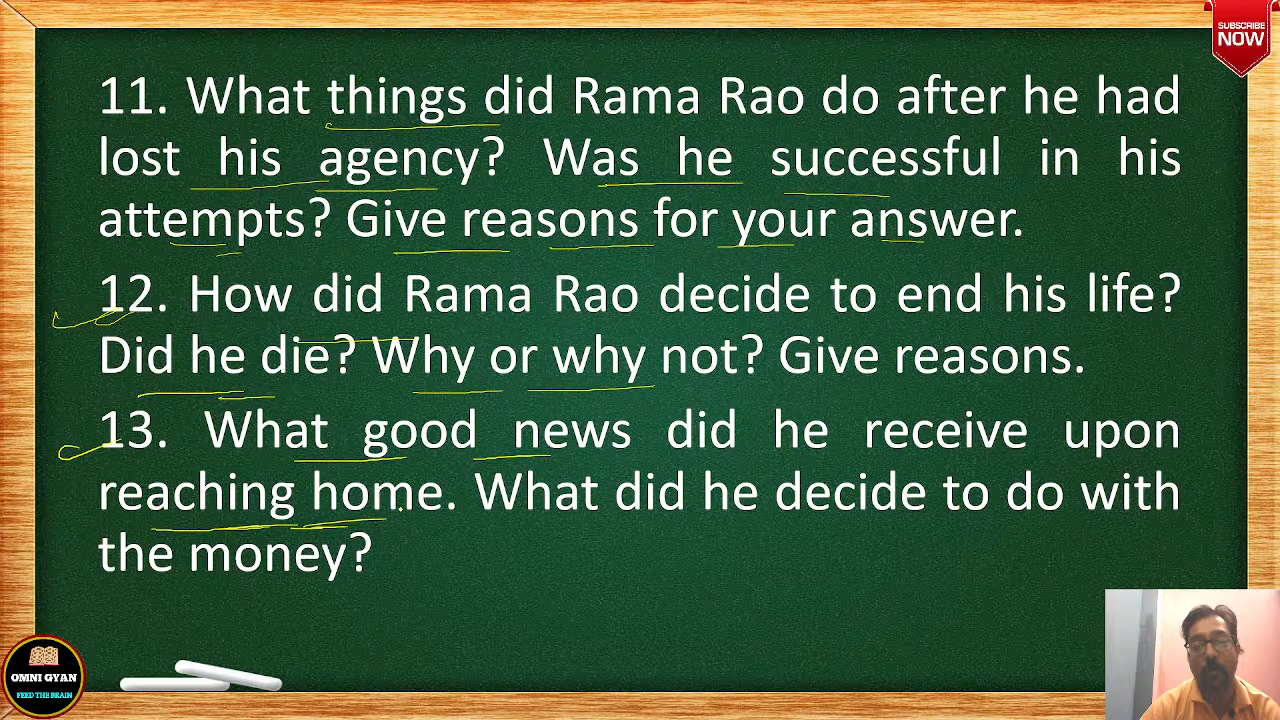 SUBSCRIBE
NOW
11. What things did Rama Rao do after he had
lost his agency? Was he successful in his
attempts? Give reasons for your answer.
12. How did Rama Rao decide to end his life?
Did he die? Why or why not? Give reasons.
13. What good news did he receive upon
reaching home. What did he decide to do with
the money?
OMNI GYAN
FEED THE BRAIN